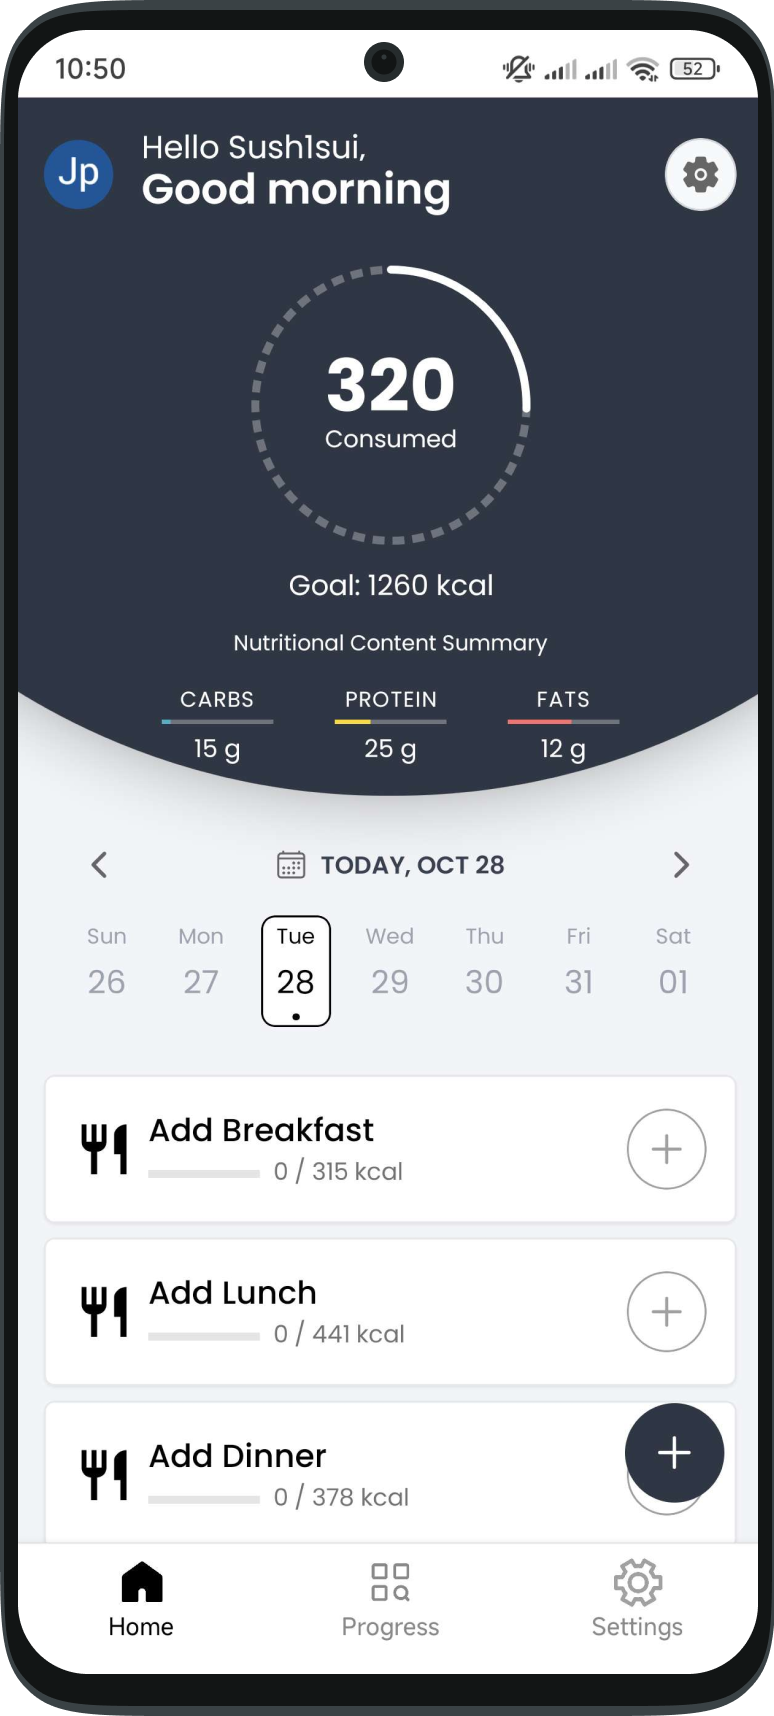 10:50
52
Jp
Hello Sush1sui,
Good morning
320
Consumed
Goal: 1260 kcal
Nutritional Content Summary
CARBS PROTEIN FATS
15 g 25 g 12 g
TODAY, OCT 28
Sun Mon Tue Wed Thu Fri Sat
26 27 28 29 30 31 01
Add Breakfast
0 / 315 kcal
Add Lunch
0 / 441 kcal
Add Dinner
0 / 378 kcal
Home Progress Settings